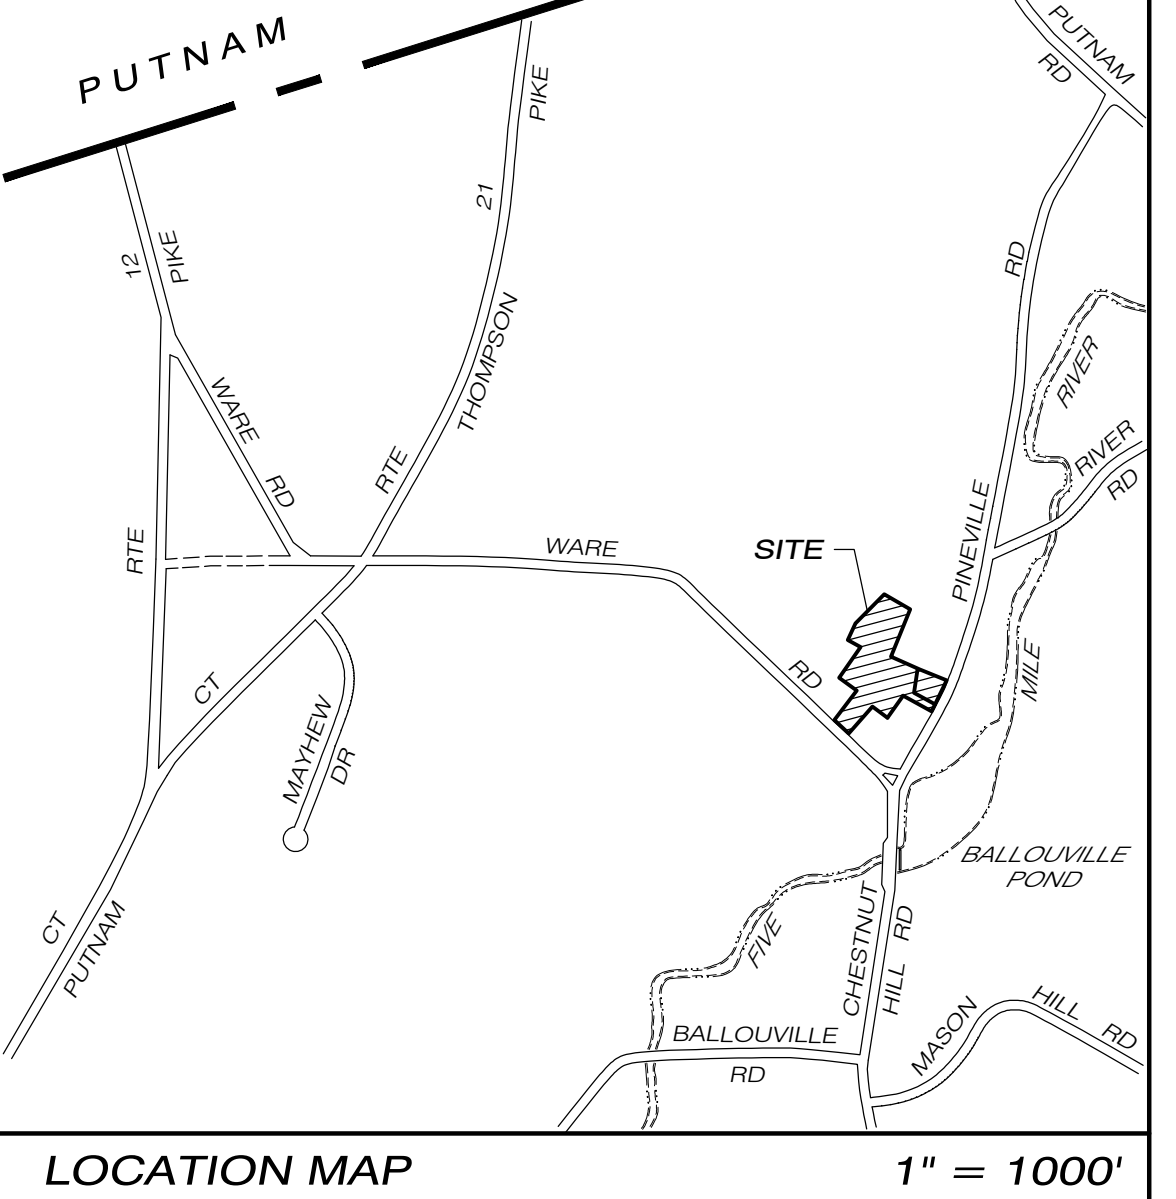 PUTNAM
PUTNAM
RD
PIKE
21
12
PIKE
RD
RIVER
THOMPSON
WARE
RD
RTE
RIVER
RD
RTE
WARE
SITE
PINEVILLE
MILE
RD
CT
MAYHEW
DR
BALLOUVILLE
POND
CT
PUTNAM
FIVE
CHESTNUT
HILL RD
MASON
HILL RD
BALLOUVILLE
RD
LOCATION MAP
1" = 1000'